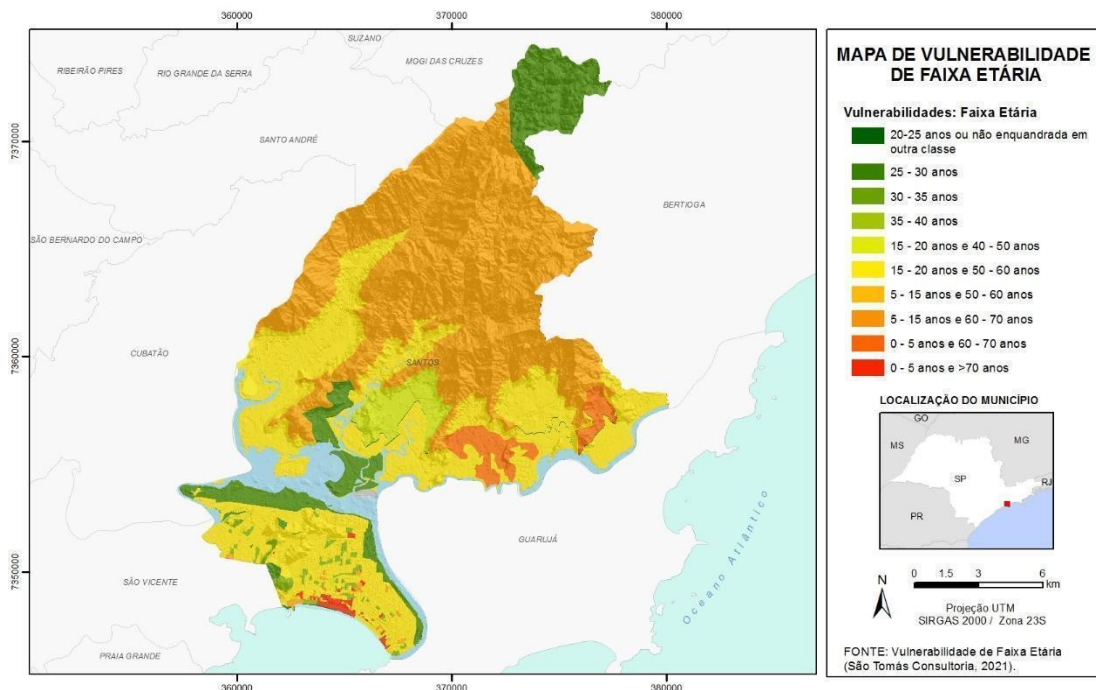 360000
370000
380000
SUZANO
MOGI DAS CRUZES
RIBEIRÃO PIRES
RIO GRANDE DA SERRA
7370000
SANTO ANDRÉ
BERTIOGA
SÃO BERNARDO DO CAMPO
CUBATÃO
7360000
SANTOS
GUARUJÁ
Oceano Atlântico
7350000
SÃO VICENTE
PRAIA GRANDE
360000
370000
380000
MAPA DE VULNERABILIDADE
DE FAIXA ETÁRIA
Vulnerabilidades: Faixa Etária
20-25 anos ou não enquandrada em
outra classe
25 - 30 anos
30 - 35 anos
35 - 40 anos
15 - 20 anos e 40 - 50 anos
15 - 20 anos e 50 - 60 anos
5 - 15 anos e 50 - 60 anos
5 - 15 anos e 60 - 70 anos
0 - 5 anos e 60 - 70 anos
0 - 5 anos e >70 anos
LOCALIZAÇÃO DO MUNICÍPIO
GO
MS
MG
SP
RJ
PR
N
0 1.5 3 6
km
Projeção UTM
SIRGAS 2000 / Zona 23S
FONTE: Vulnerabilidade de Faixa Etária
(São Tomás Consultoria, 2021).